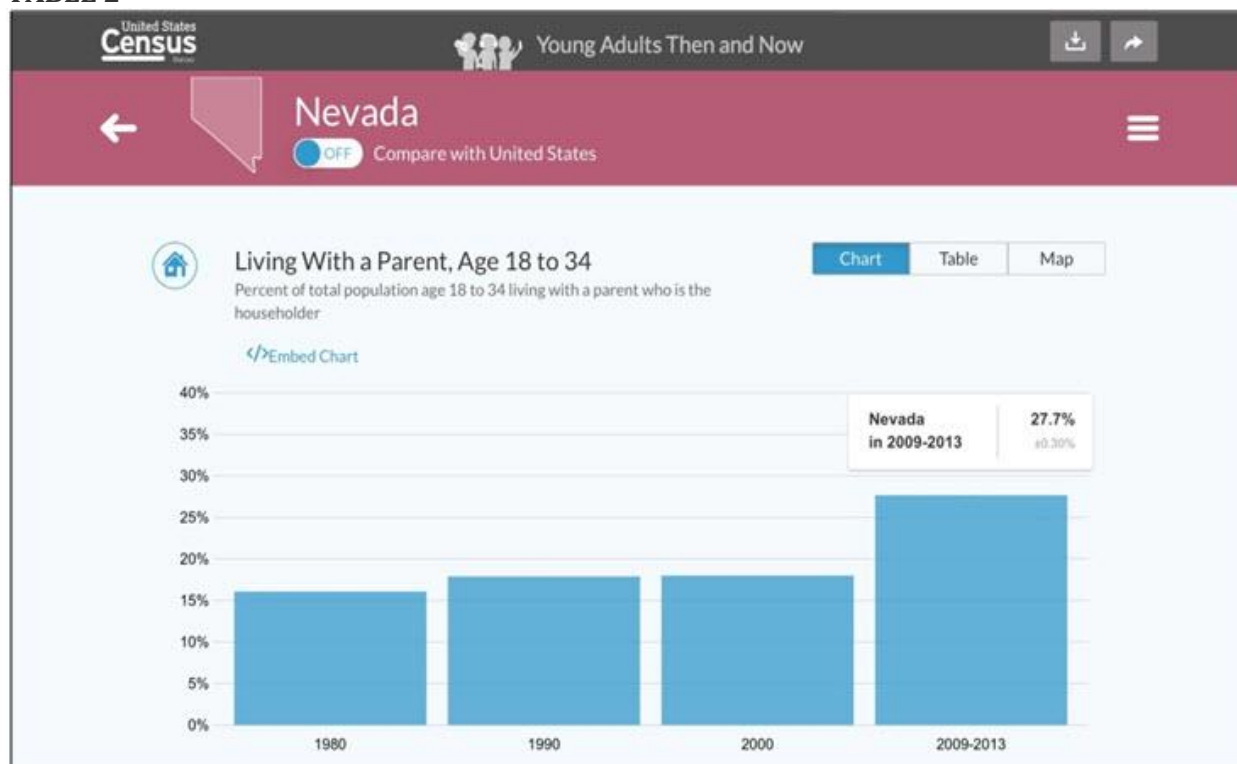 United States
Census
Bureau
Young Adults Then and Now
Nevada
OFF Compare with United States
Living With a Parent, Age 18 to 34
Chart Table Map
Percent of total population age 18 to 34 living with a parent who is the
householder
</>Embed Chart
40%
Nevada 27.7%
in 2009-2013 ±0.30%
35%
30%
25%
20%
15%
10%
5%
0%
1980 1990 2000 2009-2013